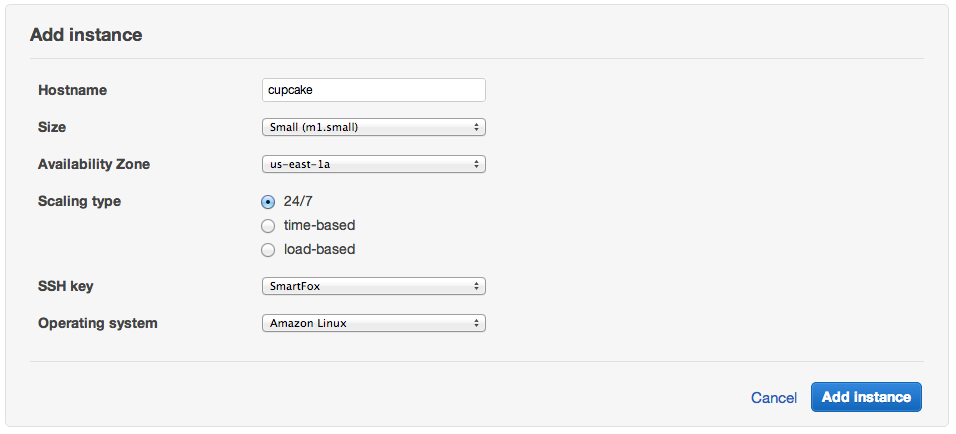 Add instance
Hostname cupcake
Size Small (m1.small)
Availability Zone us-east-1a
Scaling type 24/7
time-based
load-based
SSH key SmartFox
Operating system Amazon Linux
Cancel Add instance